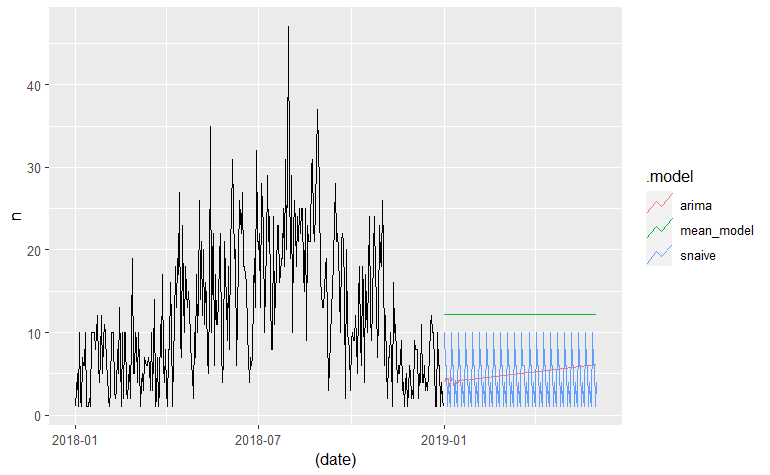 40
30
20
10
0
n
2018-01
2018-07
2019-01
(date)
.model
arima
mean_model
snaive